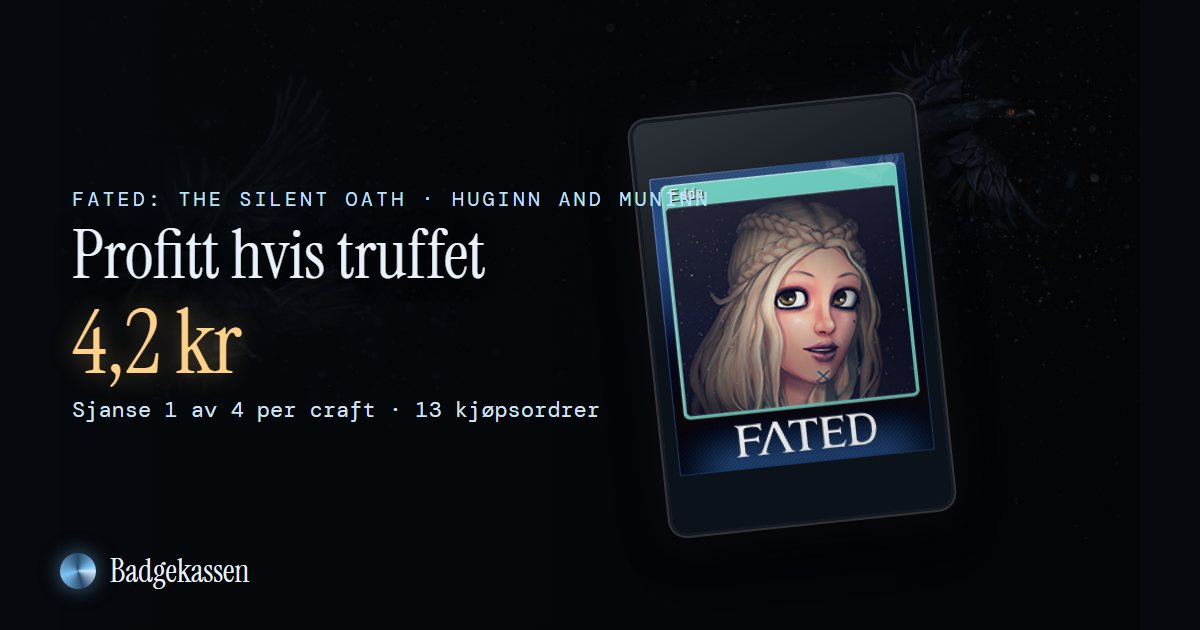 FATED: THE SILENT OATH · HUGINN AND MUNINN
Edda
Profitt hvis truffet
4,2 kr
Sjanse 1 av 4 per craft · 13 kjøpsordrer
FATED
Badgekassen